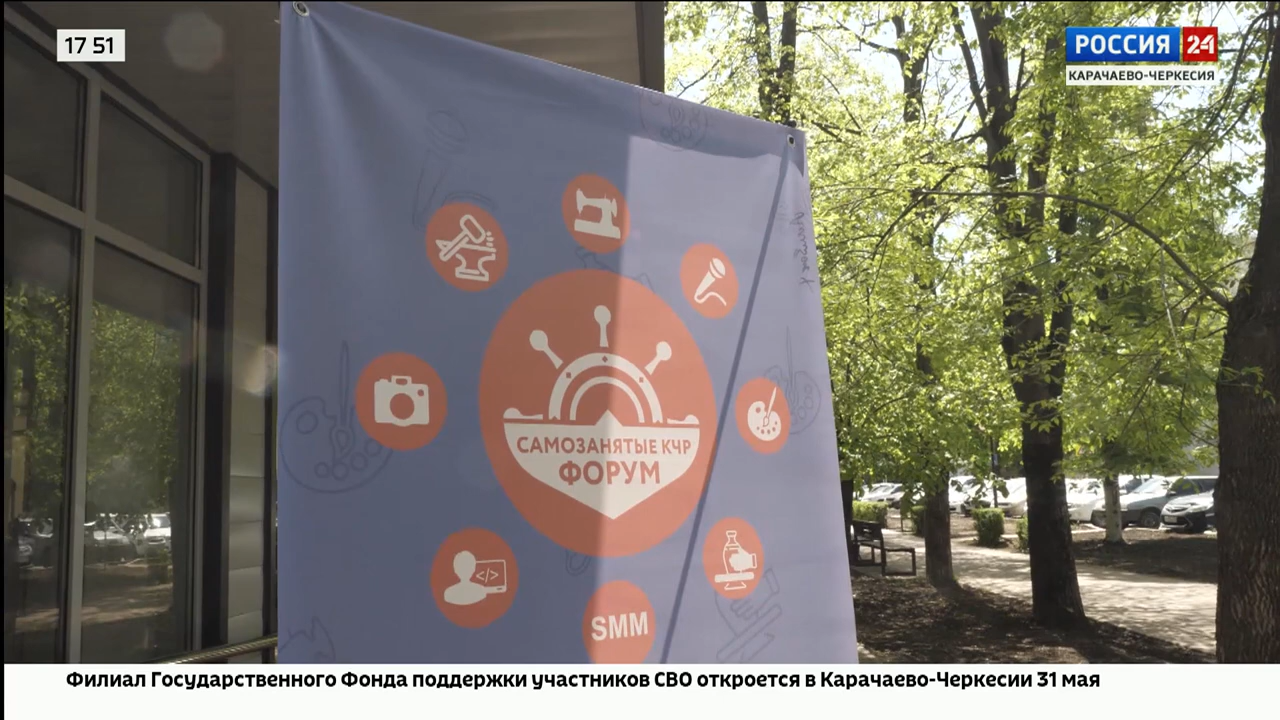 17 51
РОССИЯ 24
КАРАЧАЕВО-ЧЕРКЕСИЯ
САМОЗАНЯТЫЕ КЧР
ФОРУМ
</>
SMM
Филиал Государственного Фонда поддержки участников СВО откроется в Карачаево-Черкесии 31 мая